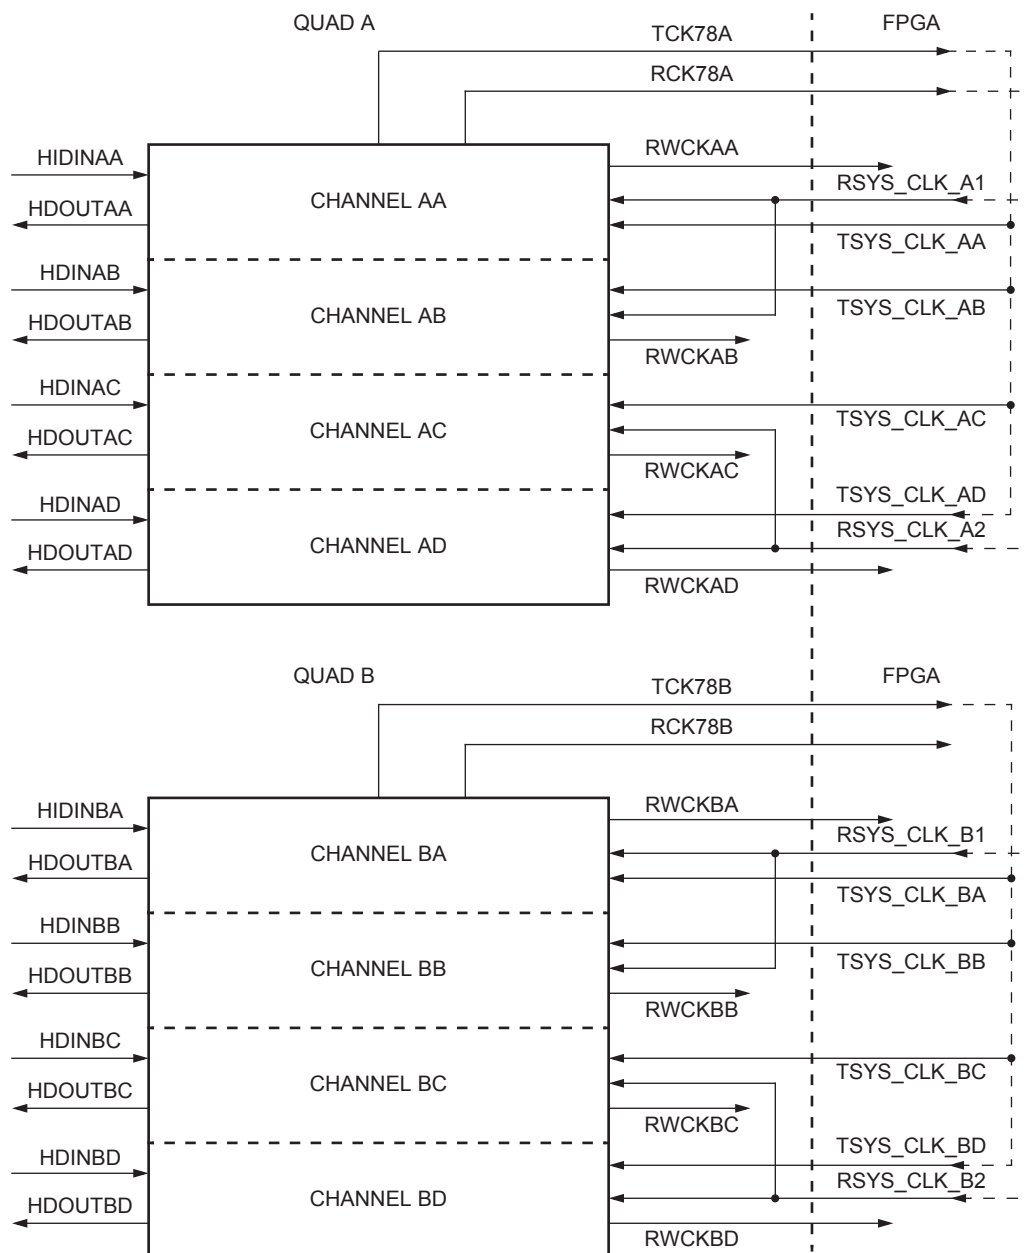 QUAD A
TCK78A
FPGA
RCK78A
HIDINAA
RWCKAA
CHANNEL AA
RSYS_CLK_A1
HDOUTAA
TSYS_CLK_AA
HDINAB
CHANNEL AB
TSYS_CLK_AB
HDOUTAB
RWCKAB
HDINAC
CHANNEL AC
TSYS_CLK_AC
HDOUTAC
RWCKAC
HDINAD
TSYS_CLK_AD
CHANNEL AD
RSYS_CLK_A2
HDOUTAD
RWCKAD
QUAD B
TCK78B
FPGA
RCK78B
HIDINBA
RWCKBA
CHANNEL BA
RSYS_CLK_B1
HDOUTBA
TSYS_CLK_BA
HDINBB
CHANNEL BB
TSYS_CLK_BB
HDOUTBB
RWCKBB
HDINBC
CHANNEL BC
TSYS_CLK_BC
HDOUTBC
RWCKBC
HDINBD
TSYS_CLK_BD
CHANNEL BD
RSYS_CLK_B2
HDOUTBD
RWCKBD